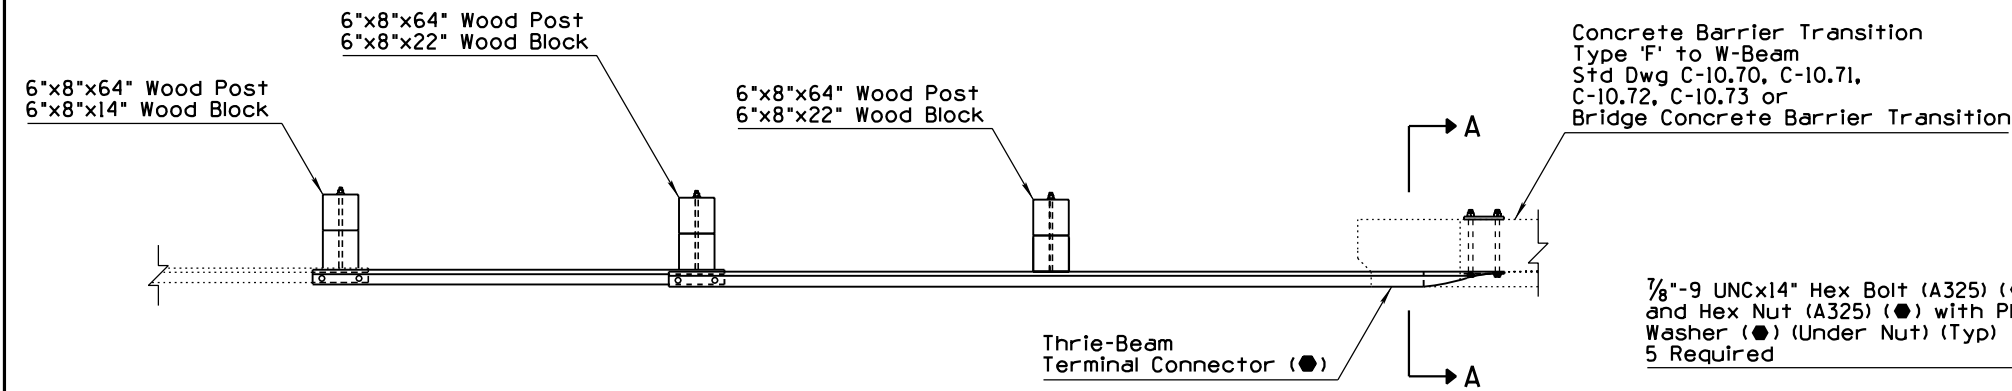 6"x8"x64" Wood Post
6"x8"x22" Wood Block
6"x8"x64" Wood Post
6"x8"x14" Wood Block
6"x8"x64" Wood Post
6"x8"x22" Wood Block
Concrete Barrier Transition
Type 'F' to W-Beam
Std Dwg C-10.70, C-10.71,
C-10.72, C-10.73 or
Bridge Concrete Barrier Transition
A
7/8"-9 UNCx14" Hex Bolt (A325) (
and Hex Nut (A325) (⬣) with
Washer (⬣) (Under Nut) (Typ)
5 Required
Thrie-Beam
Terminal Connector (⬣)
A